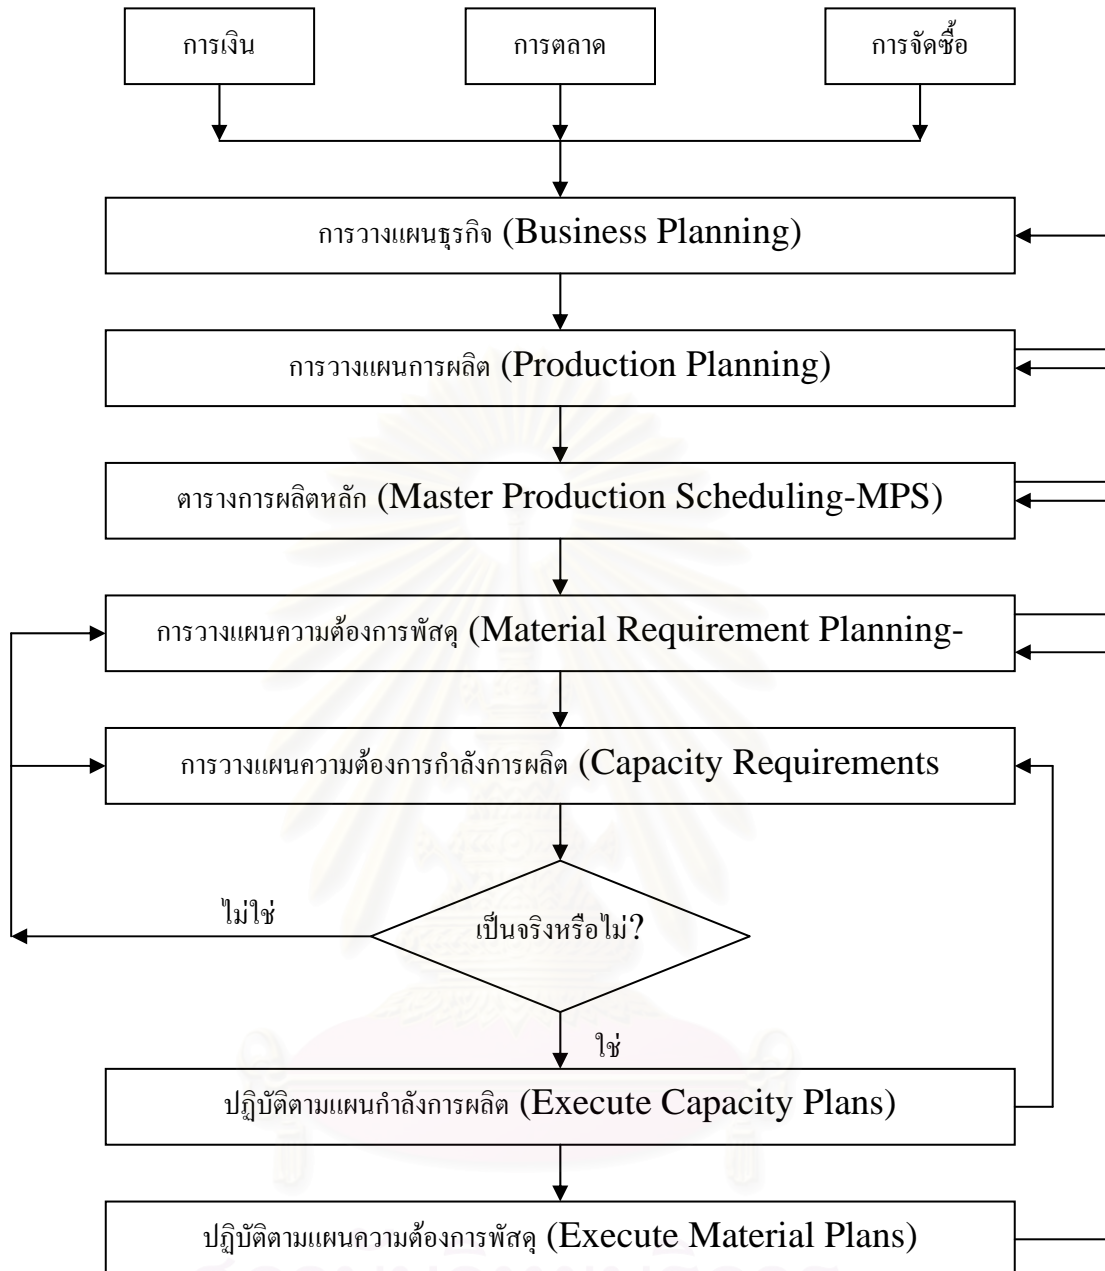 การเงิน
การตลาด
การจัดซื้อ
การวางแผนธุรกิจ (Business Planning)
การวางแผนการผลิต (Production Planning)
ตารางการผลิตหลัก (Master Production Scheduling-MPS)
การวางแผนความต้องการพัสดุ (Material Requirement Planning-
การวางแผนความต้องการกำลังการผลิต (Capacity Requirements
เป็นจริงหรือไม่?
ไม่ใช่
ใช่
ปฏิบัติตามแผนกำลังการผลิต (Execute Capacity Plans)
ปฏิบัติตามแผนความต้องการพัสดุ (Execute Material Plans)